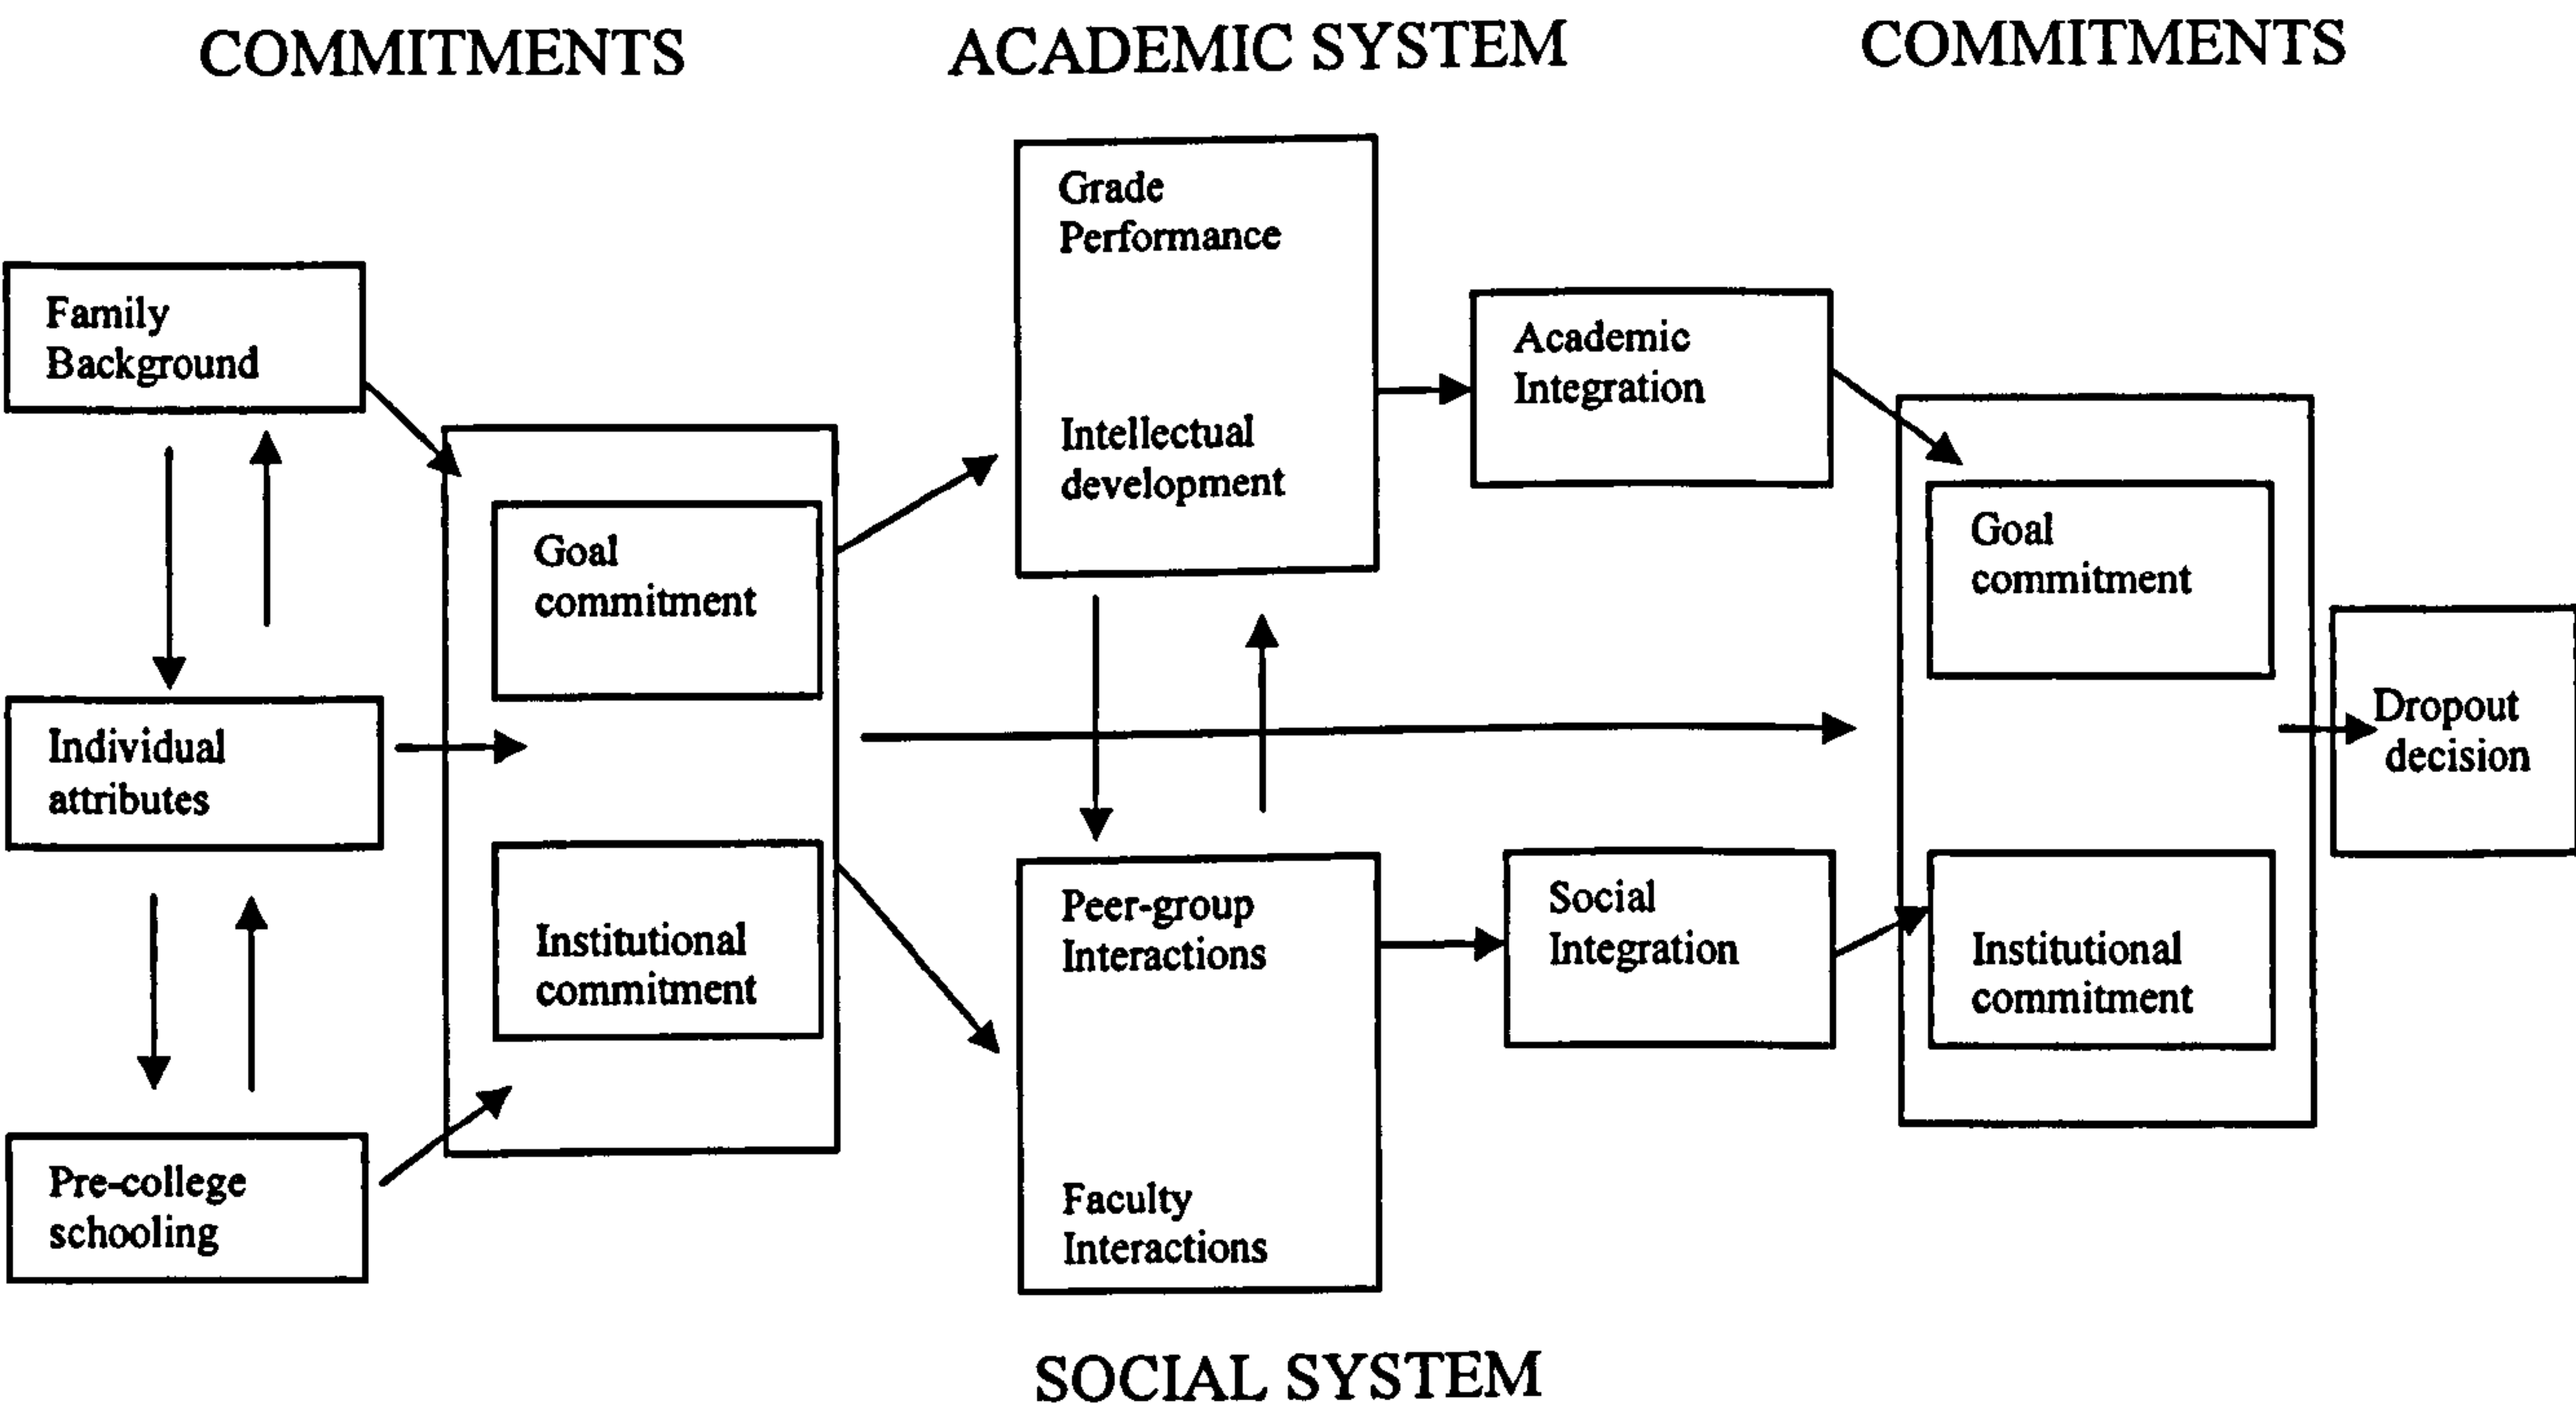 COMMITMENTS
ACADEMIC SYSTEM
COMMITMENTS
Family
Background
Individual
attributes
Pre-college
schooling
Goal
commitment
Institutional
commitment
Grade
Performance
Intellectual
development
Peer-group
Interactions
Faculty
Interactions
Academic
Integration
Social
Integration
Goal
commitment
Institutional
commitment
Dropout
decision
SOCIAL SYSTEM